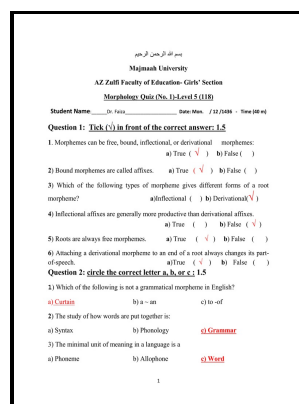 بسم الله الرحمن الرحيم
Majmaah University
AZ Zulfi Faculty of Education- Girls' Section
Morphology Quiz (No. 1)-Level 5 (118)
Student Name_____Dr. Faiza__________________ Date: Mon. / 12 /1436 - Time (40 m)
Question 1: Tick (√) in front of the correct answer: 1.5
1. Morphemes can be free, bound, inflectional, or derivational morphemes:
a) True ( √ ) b) False ( )
2) Bound morphemes are called affixes. a) True ( √ ) b) False ( )
3) Which of the following types of morpheme gives different forms of a root
morpheme? a)Inflectional ( ) b) Derivational( √ )
4) Inflectional affixes are generally more productive than derivational affixes.
a) True ( ) b) False ( √ )
5) Roots are always free morphemes. a) True ( √ ) b) False ( )
6) Attaching a derivational morpheme to an end of a root always changes its part-
of-speech. a)True ( √ ) b) False ( )
Question 2: circle the correct letter a, b, or c : 1.5
1) Which of the following is not a grammatical morpheme in English?
a) Curtain b) a – an c) to -of
2) The study of how words are put together is:
a) Syntax b) Phonology c) Grammar
3) The minimal unit of meaning in a language is a
a) Phoneme b) Allophone c) Word
1